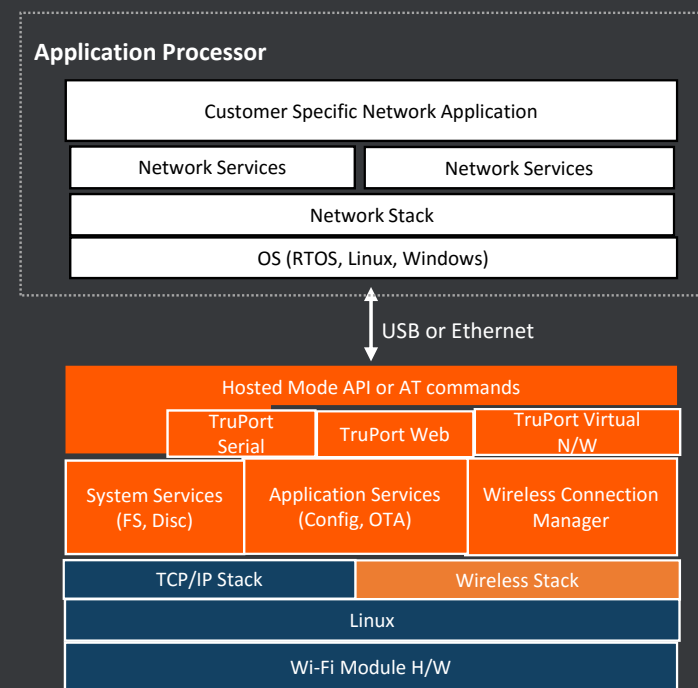 Application Processor
Customer Specific Network Application
Network Services
Network Services
Network Stack
OS (RTOS, Linux, Windows)
USB or Ethernet
Hosted Mode API or AT commands
TruPort
Serial
TruPort Web
TruPort Virtual
N/W
System Services
(FS, Disc)
Application Services
(Config, OTA)
Wireless Connection
Manager
TCP/IP Stack
Wireless Stack
Linux
Wi-Fi Module H/W